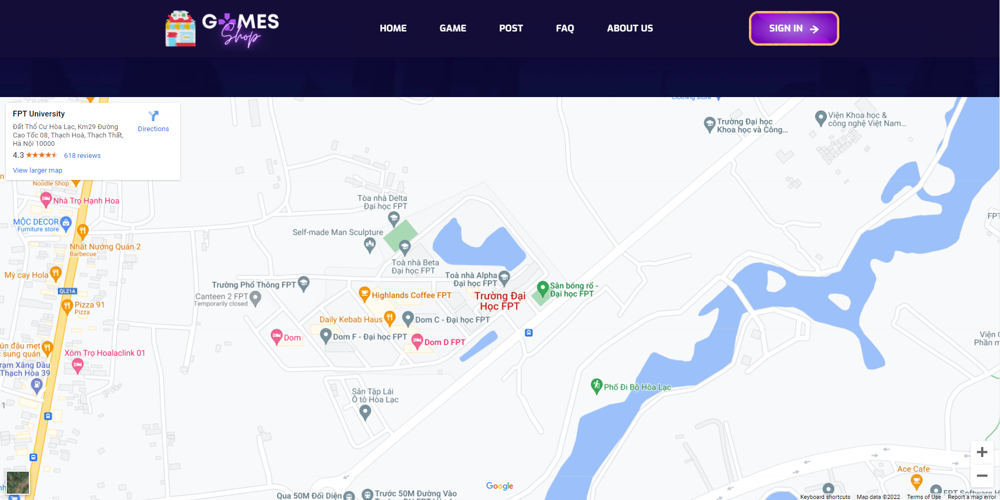 GAMES
Shop
HOME
GAME
POST
FAQ
ABOUT US
SIGN IN
FPT University
Đất Thổ Cư Hòa Lạc, Km29 Đường
Cao Tốc 08, Thạch Hoà, Thạch Thất,
Hà Nội 10000
Directions
4.3
618 reviews
View larger map
Clothing store
Trường Đại học
Khoa học và Công...
Viện Khoa học &
công nghệ Việt Nam...
Noodle Shop
Nhà Trọ Hạnh Hoa
MỘC DECOR
Furniture store
Nhất Nướng Quán 2
Barbecue
Mỳ cay Hola
QL21A
Pizza 91
Pizza
Tòa nhà Delta
Đại học FPT
Self-made Man Sculpture
Toà nhà Beta
Đại học FPT
Toà nhà Alpha
Đại học FPT
Trường Phổ Thông FPT
Canteen 2 FPT
Temporarily closed
Highlands Coffee FPT
Trường Đại
Học FPT
Sân bóng rổ -
Đại học FPT
Daily Kebab Haus
Dom C - Đại học FPT
Dom
Dom F - Đại học FPT
Dom D FPT
FPT
Viện
Phần
ún đậu mẹt
sung quán
Xóm Trọ Hoalaclink 01
rạm Xăng Dầu
Thạch Hòa 39
1
Sân Tập Lái
Ô tô Hòa Lạc
Phố Đi Bộ Hòa Lạc
Ace Cafe
FPT Software H
Qua 50M Đối Diện
Trước 50M Đường Vào
Google
Keyboard shortcuts
Map data ©2022
Terms of Use
Report a map error